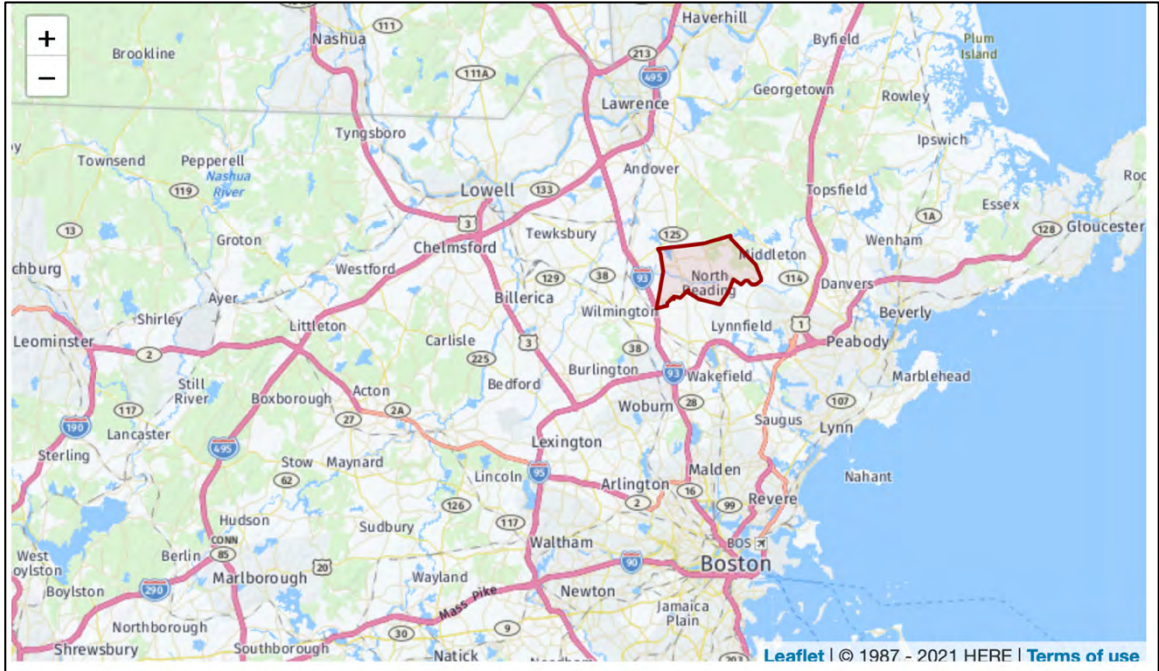 +
−
Brookline
Nashua
111
Haverhill
Byfield
Plum
Island
213
495
111A
Georgetown
Rowley
Lawrence
Tyngsboro
Ipswich
Townsend
Pepperell
Nashua
River
119
Andover
Lowell
133
Topsfield
Essex
1A
128
Gloucester
13
3
Tewksbury
125
Groton
Chelmsford
Middleton
Wenham
chburg
Westford
129
38
93
North
Reading
114
Danvers
Ayer
Billerica
Wilmington
Beverly
Shirley
Littleton
Lynnfield
1
Leominster
2
Carlisle
3
38
Peabody
225
Burlington
93
Wakefield
Marblehead
Still
River
Acton
Bedford
Boxborough
2A
Woburn
28
107
117
27
Saugus
Lynn
190
Lancaster
495
Lexington
Sterling
Stow
Maynard
Lincoln
95
Malden
Nahant
62
Arlington
16
Revere
126
2
99
Hudson
Sudbury
117
CONN
85
Waltham
BOS
West
oylston
Berlin
20
90
Boston
Marlborough
Wayland
Boylston
290
Mass Pike
Newton
Jamaica
Plain
Northborough
30
9
Shrewsbury
Southborough
Natick
Leaflet | © 1987 - 2021 HERE | Terms of use